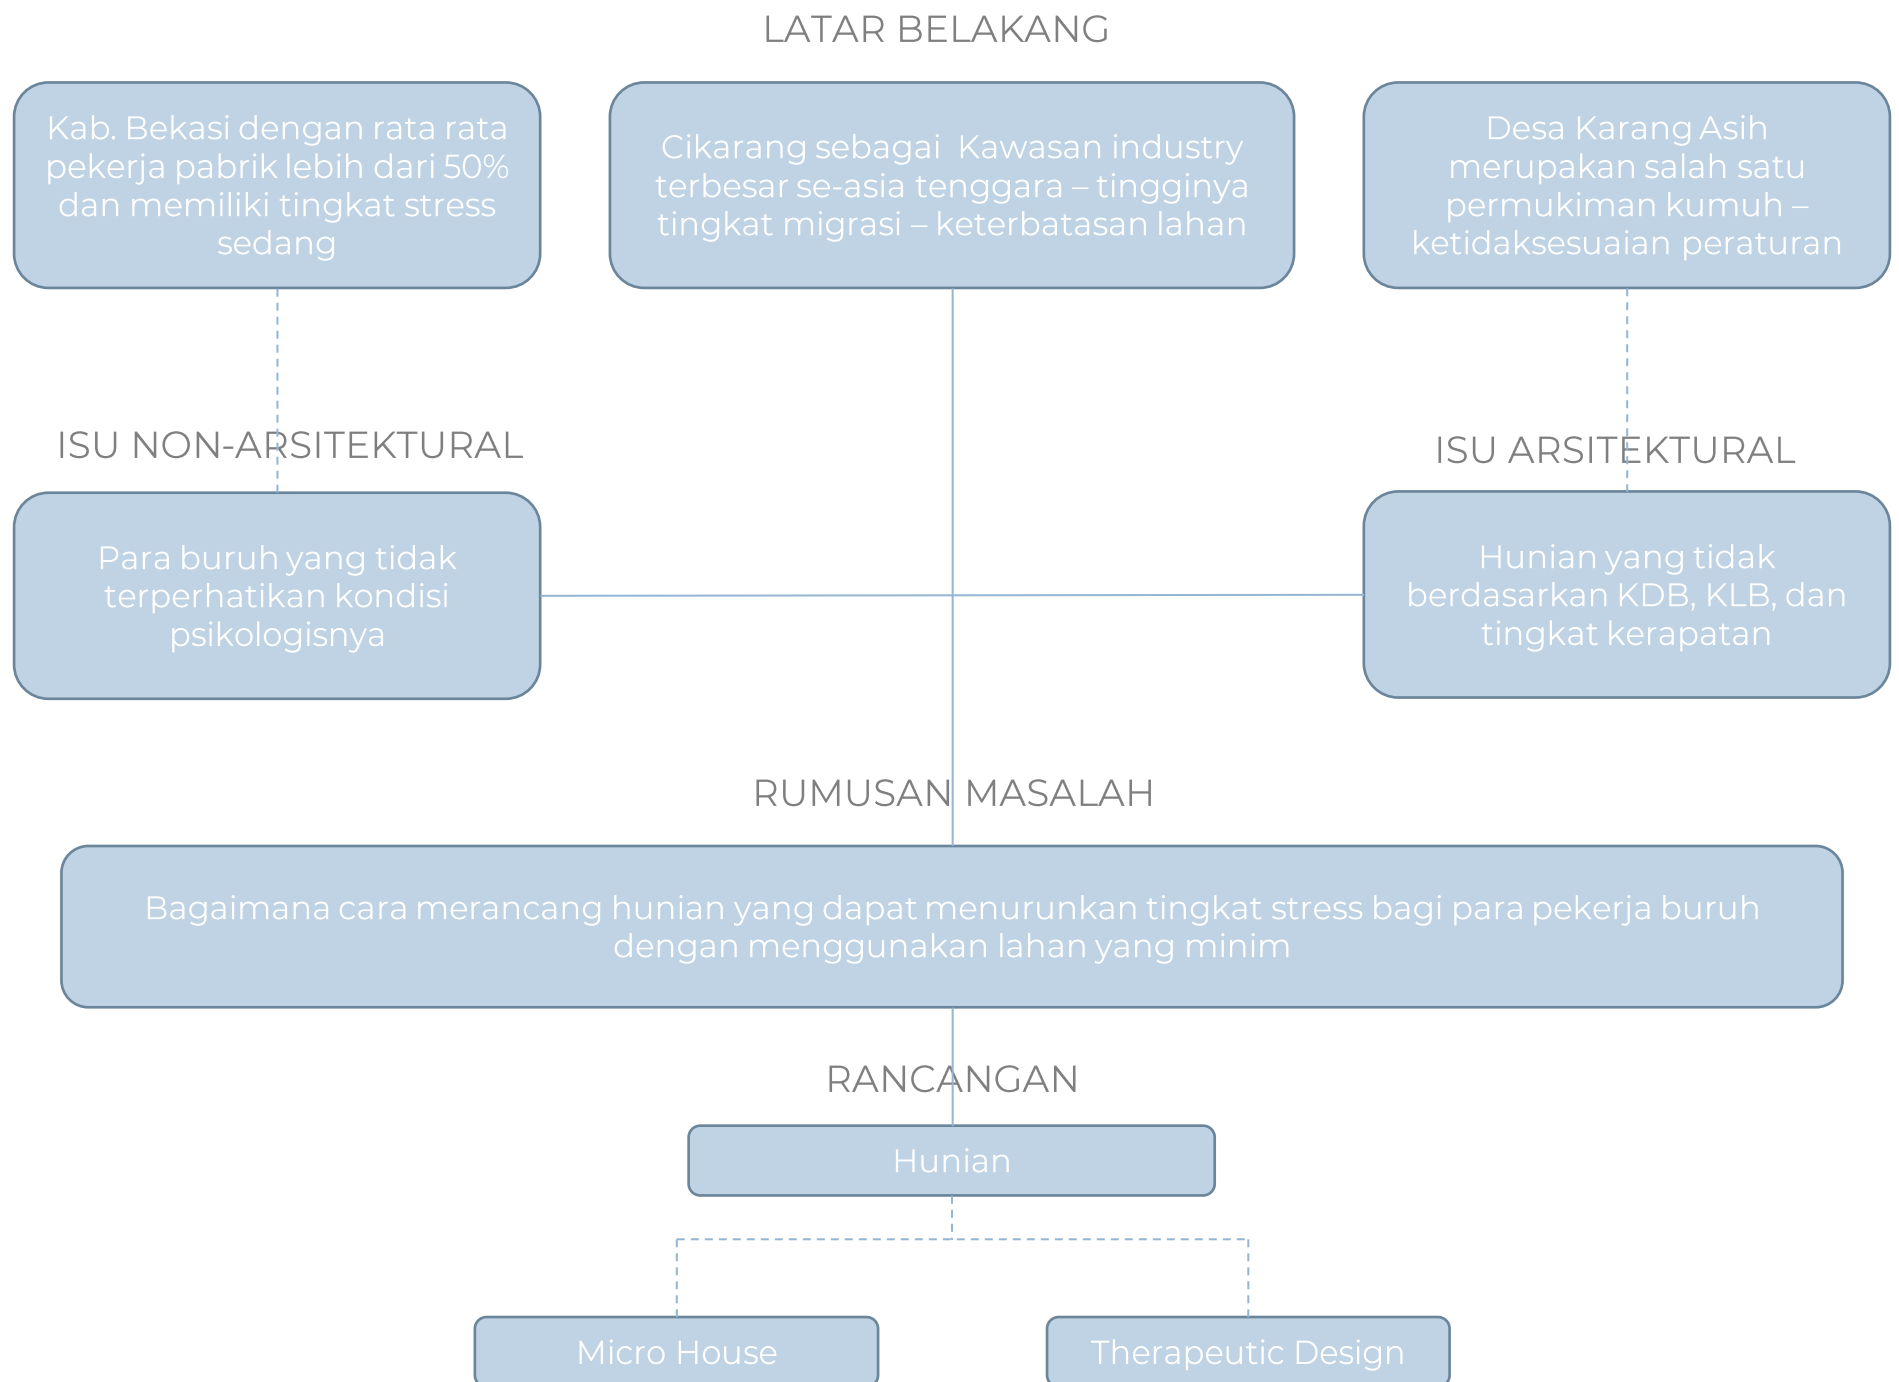 LATAR BELAKANG
Kab. Bekasi dengan rata rata
pekerja pabrik lebih dari 50%
dan memiliki tingkat stress
sedang
Cikarang sebagai  Kawasan industry
terbesar se-asia tenggara – tingginya
tingkat migrasi – keterbatasan lahan
Desa Karang Asih
merupakan salah satu
permukiman kumuh –
ketidaksesuaian peraturan
ISU NON-ARSITEKTURAL
ISU ARSITEKTURAL
Para buruh yang tidak
terperhatikan kondisi
psikologisnya
Hunian yang tidak
berdasarkan KDB, KLB, dan
tingkat kerapatan
RUMUSAN MASALAH
Bagaimana cara merancang hunian yang dapat menurunkan tingkat stress bagi para pekerja buruh
dengan menggunakan lahan yang minim
RANCANGAN
Hunian
Micro House
Therapeutic Design